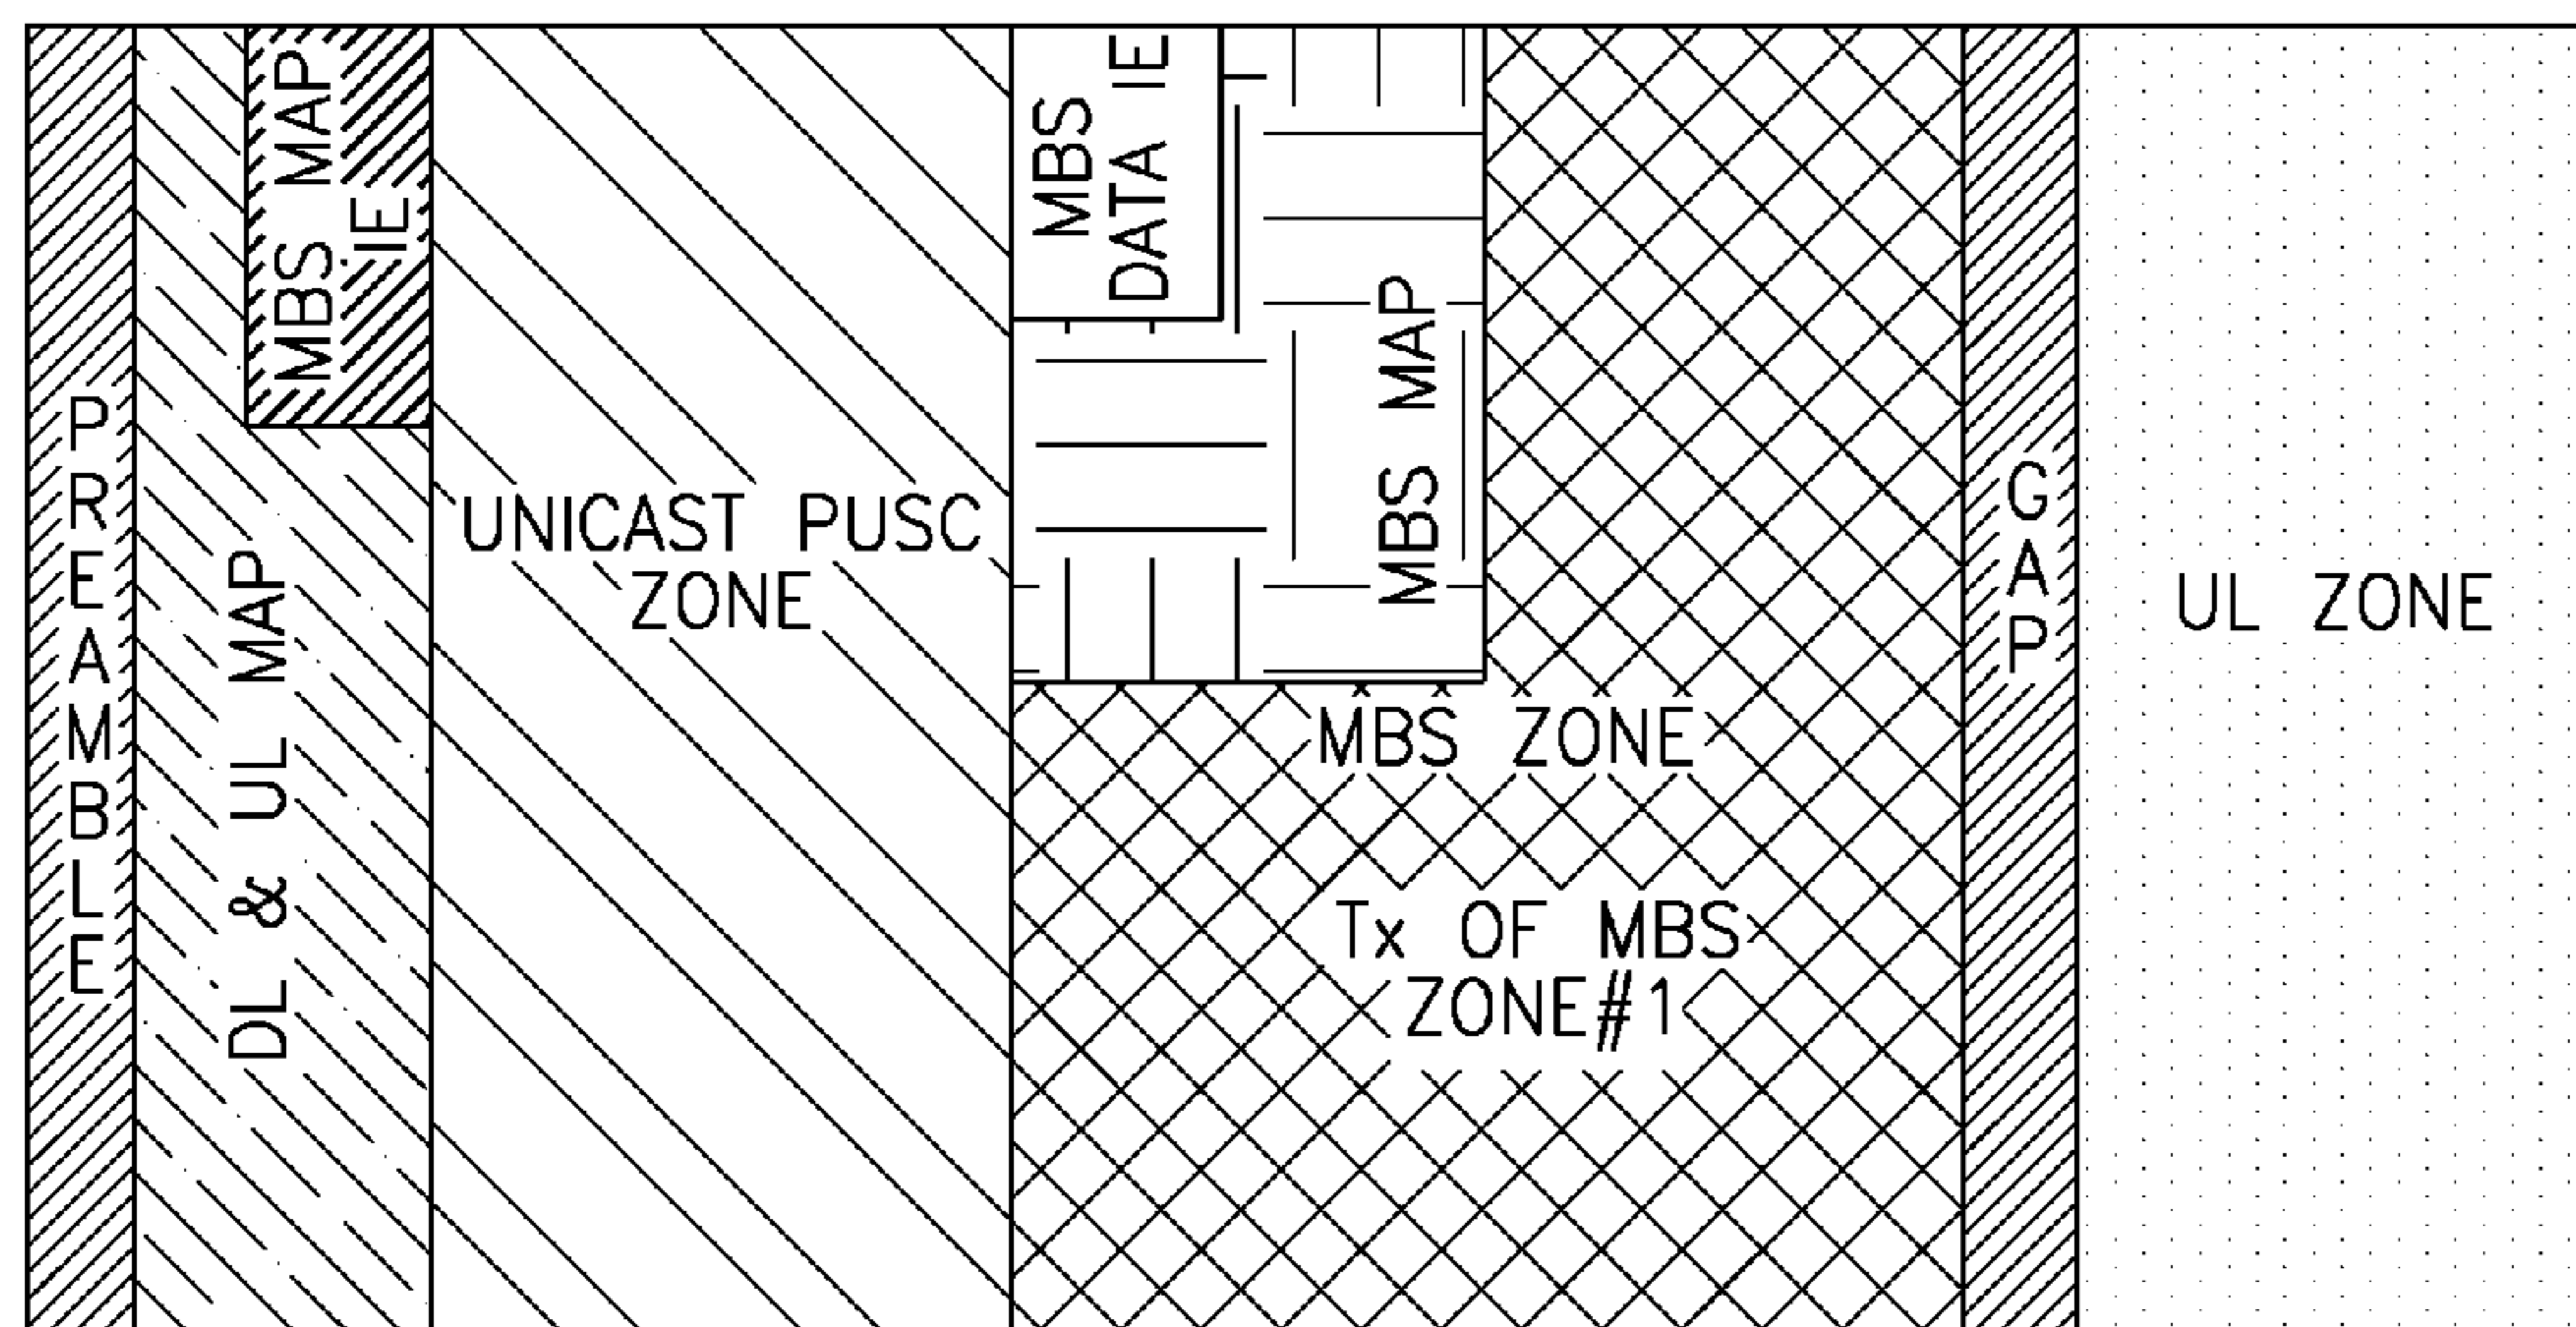 PREAMBLE
DL & UL MAP
MBS MAP
IE
UNICAST PUSC
ZONE
MBS
DATA IE
MBS MAP
MBS ZONE
Tx OF MBS
ZONE#1
GAP
UL ZONE